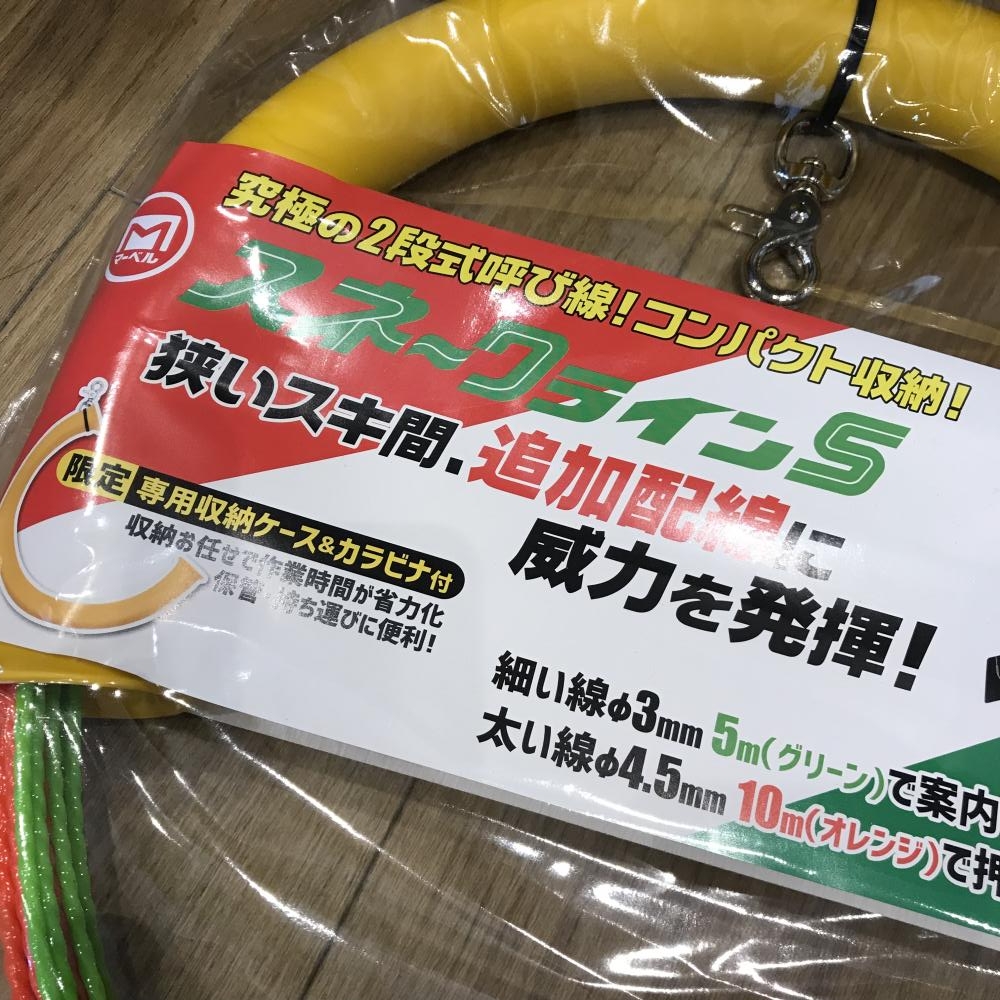 マーベル
究極の2段式呼び線!コンパクト収納!
スネ〜クラインS
狭いスキ間.追加配線に
威力を発揮!
限定 専用収納ケース&カラビナ付
収納お任せで作業時間が省力化
保管・持ち運びに便利!
細い線φ3mm 5m(グリーン)で案内
太い線φ4.5mm 10m(オレンジ)で押